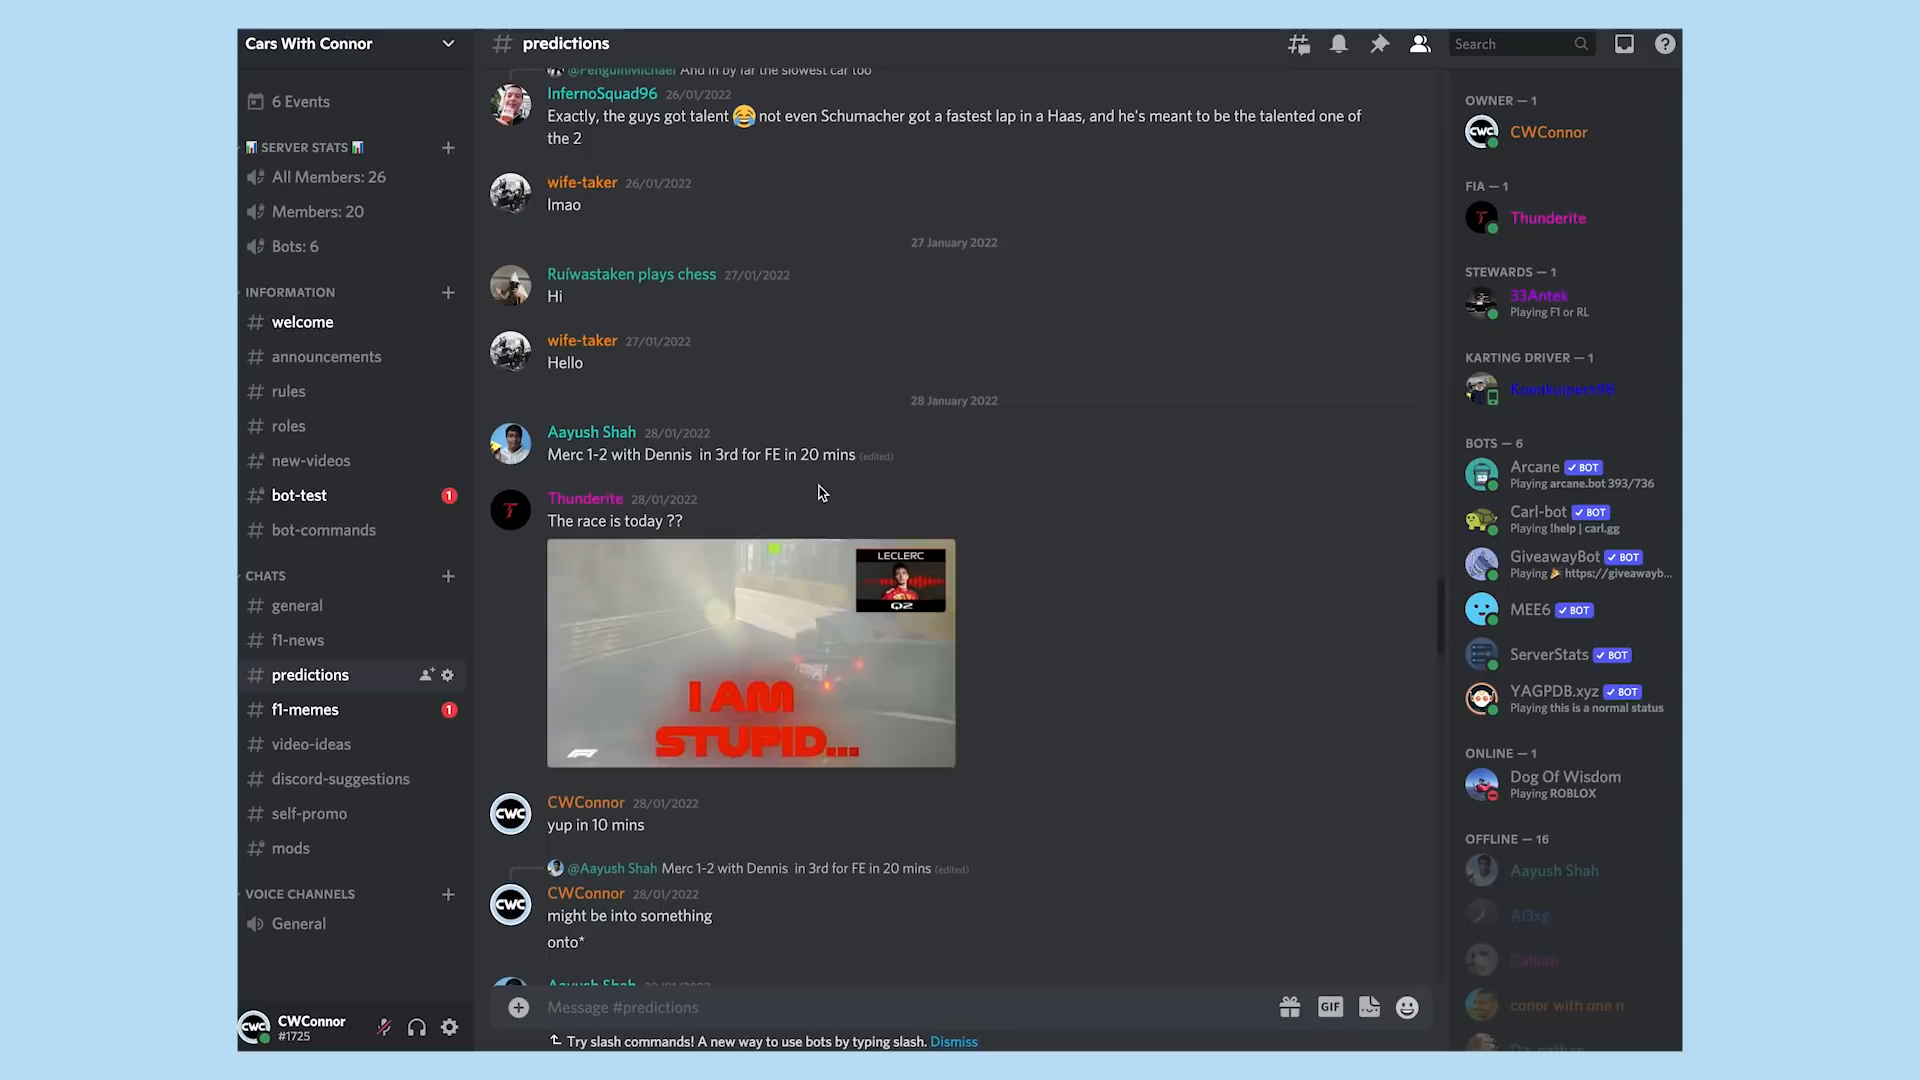 Cars With Connor
6 Events
SERVER STATS
All Members: 26
Members: 20
Bots: 6
INFORMATION
welcome
announcements
rules
roles
new-videos
bot-test
1
bot-commands
CHATS
general
f1-news
predictions
f1-memes
1
video-ideas
discord-suggestions
self-promo
mods
VOICE CHANNELS
General
CWC
CWConnor
#1725
# predictions
Search
@PenguinMichael And in by far the slowest car too
InfernoSquad96 26/01/2022
Exactly, the guys got talent 😂 not even Schumacher got a fastest lap in a Haas, and he's meant to be the talented one of
the 2
wife-taker 26/01/2022
lmao
27 January 2022
Ruíwastaken plays chess 27/01/2022
Hi
wife-taker 27/01/2022
Hello
28 January 2022
Aayush Shah 28/01/2022
Merc 1-2 with Dennis in 3rd for FE in 20 mins (edited)
Thunderite 28/01/2022
The race is today ??
LECLERC
Q2
I AM
STUPID...
CWC
CWConnor 28/01/2022
yup in 10 mins
@Aayush Shah Merc 1-2 with Dennis in 3rd for FE in 20 mins (edited)
CWC
CWConnor 28/01/2022
might be into something
onto*
Aayush Shah 28/01/2022
Message #predictions
GIF
Try slash commands! A new way to use bots by typing slash. Dismiss
OWNER — 1
CWC
CWConnor
FIA — 1
Thunderite
STEWARDS — 1
33Antek
Playing F1 or RL
KARTING DRIVER — 1
Koenkuipers98
BOTS — 6
Arcane ✓ BOT
Playing arcane.bot 393/736
Carl-bot ✓ BOT
Playing !help | carl.gg
GiveawayBot ✓ BOT
Playing 🎉 https://giveawayb...
MEE6 ✓ BOT
ServerStats ✓ BOT
YAGPDB.xyz ✓ BOT
Playing this is a normal status
ONLINE — 1
Dog Of Wisdom
Playing ROBLOX
OFFLINE — 16
Aayush Shah
Al3xg
Callum
conor with one n